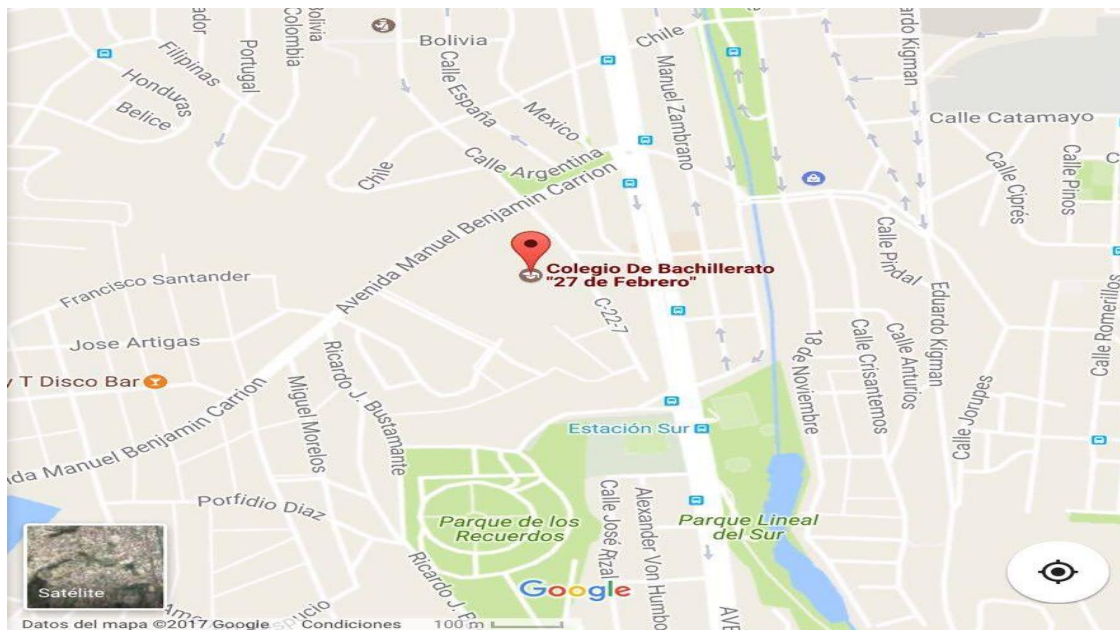 Filipinas
Portugal
Colombia
Bolivia
Bolivia
Calle España
Mexico
Chile
Manuel Zambrano
Honduras
Belice
Chile
Calle Argentina
Calle Catamayo
Calle Ciprés
Calle Pinos
Avenida Manuel Benjamin Carrion
Colegio De Bachillerato
"27 de Febrero"
C-22-7
Calle Pindal
Eduardo Kigman
Francisco Santander
Jose Artigas
y T Disco Bar
Ricardo J. Bustamante
Miguel Morelos
18 de Noviembre
Calle Crisantemos
Calle Anturios
Calle Jorupes
Calle Romerillos
Estación Sur
Porfidio Diaz
Parque de los
Recuerdos
Calle José Rizal
Alexander Von Humbo
Parque Lineal
del Sur
Ricardo J.
Google
AVE
Satélite
Datos del mapa ©2017 Google
Condiciones
100 m